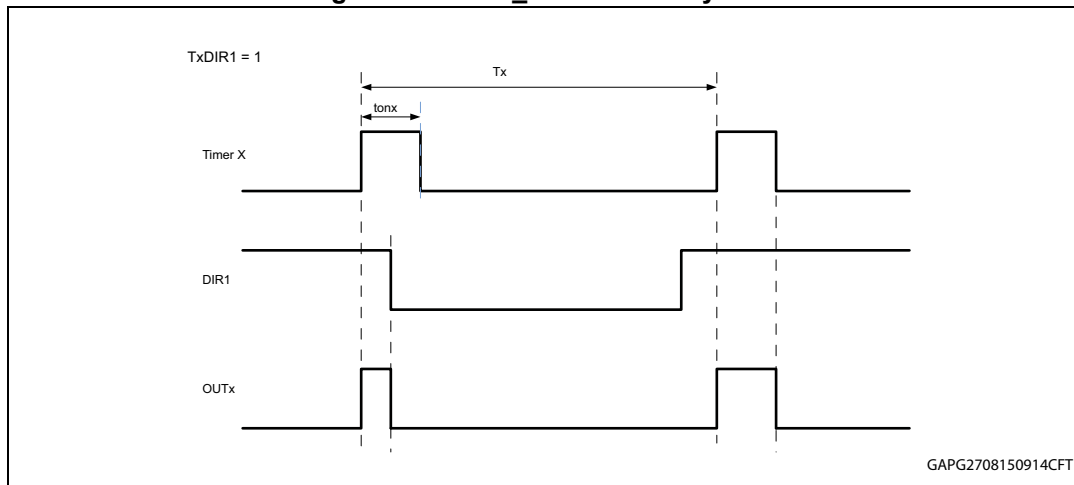 TxDIR1 = 1
Tx
tonx
Timer X
DIR1
OUTx
GAPG2708150914CFT